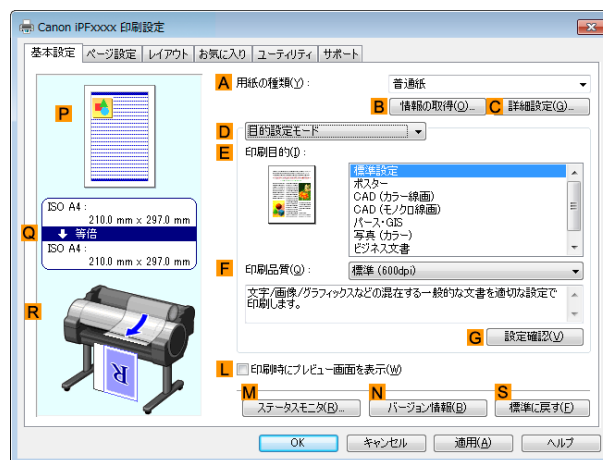 Canon iPFxxxx 印刷設定
基本設定 ページ設定 レイアウト お気に入り ユーティリティ サポート
A 用紙の種類(Y) : 普通紙
B 情報の取得(O)... C 詳細設定(G)...
P
D 目的設定モード
E 印刷目的(I) :
標準設定
ポスター
CAD (カラー線画)
CAD (モノクロ線画)
パース・GIS
写真 (カラー)
ビジネス文書
ISO A4 :
210.0 mm x 297.0 mm
Q 等倍
ISO A4 :
210.0 mm x 297.0 mm
F 印刷品質(Q) : 標準 (600dpi)
文字/画像/グラフィックスなどの混在する一般的な文書を適切な設定で
印刷します。
R
R
G 設定確認(V)
L 印刷時にプレビュー画面を表示(W)
M N S
ステータスモニタ(R)... バージョン情報(B) 標準に戻す(F)
OK キャンセル 適用(A) ヘルプ